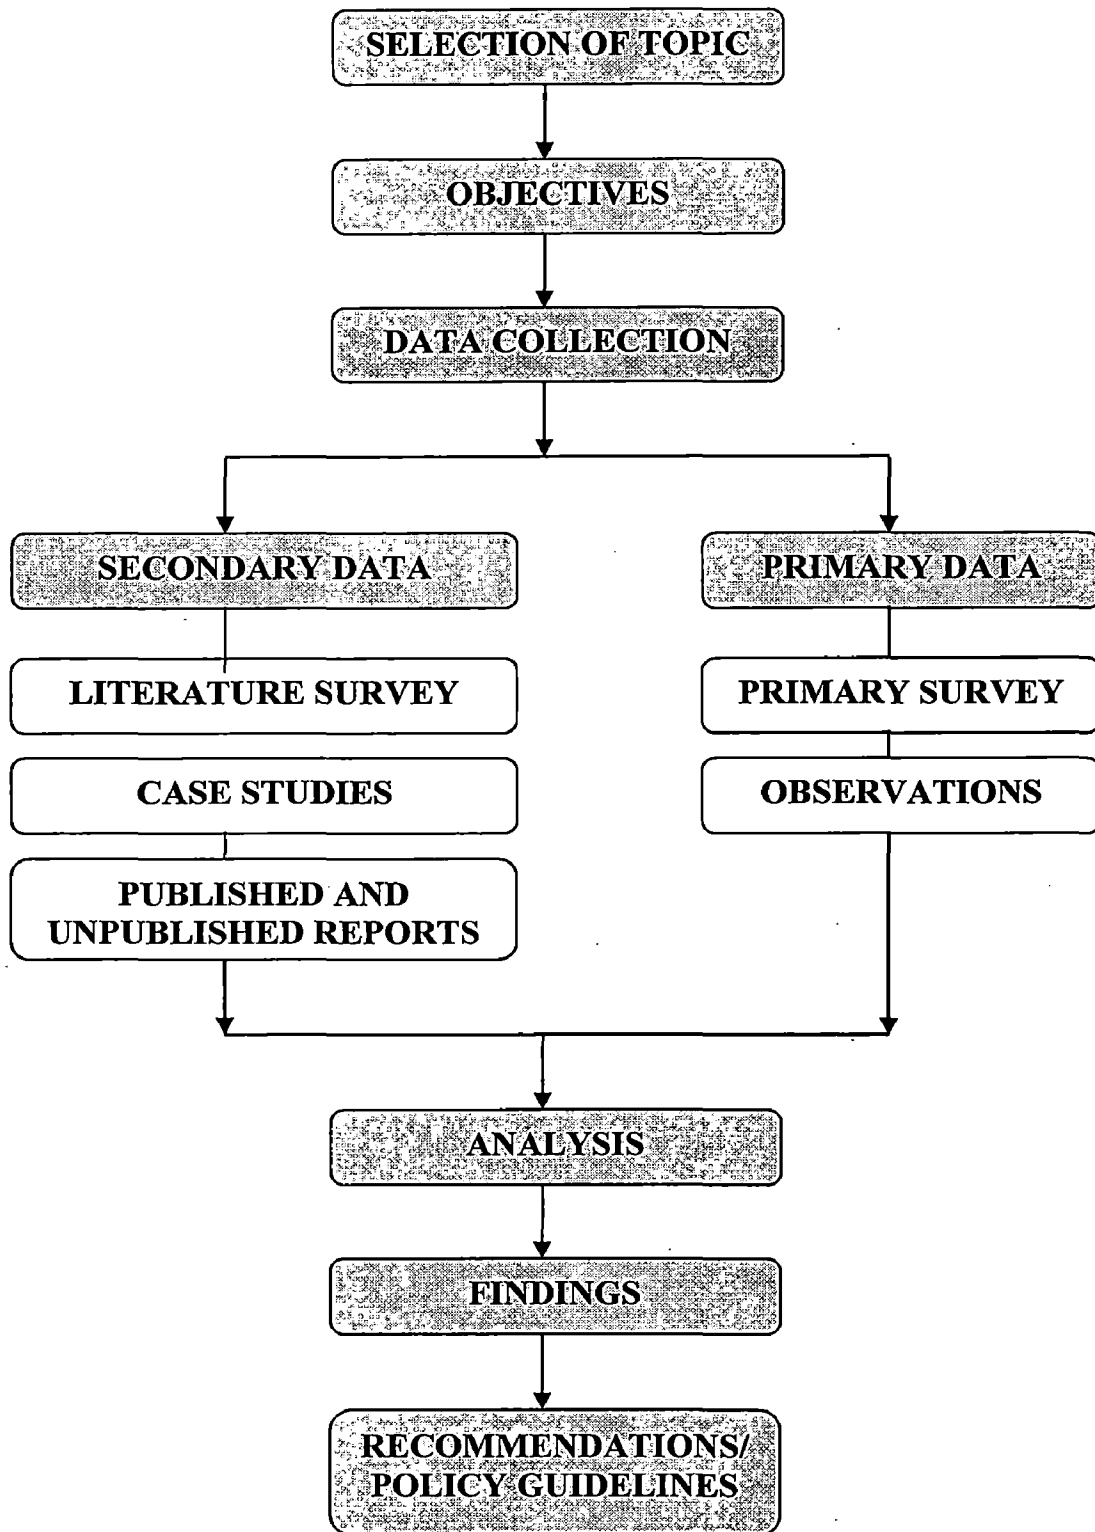 SELECTION OF TOPIC
OBJECTIVES
DATA COLLECTION
SECONDARY DATA
LITERATURE SURVEY
CASE STUDIES
PUBLISHED AND
UNPUBLISHED REPORTS
PRIMARY DATA
PRIMARY SURVEY
OBSERVATIONS
ANALYSIS
FINDINGS
RECOMMENDATIONS/
POLICY GUIDELINES